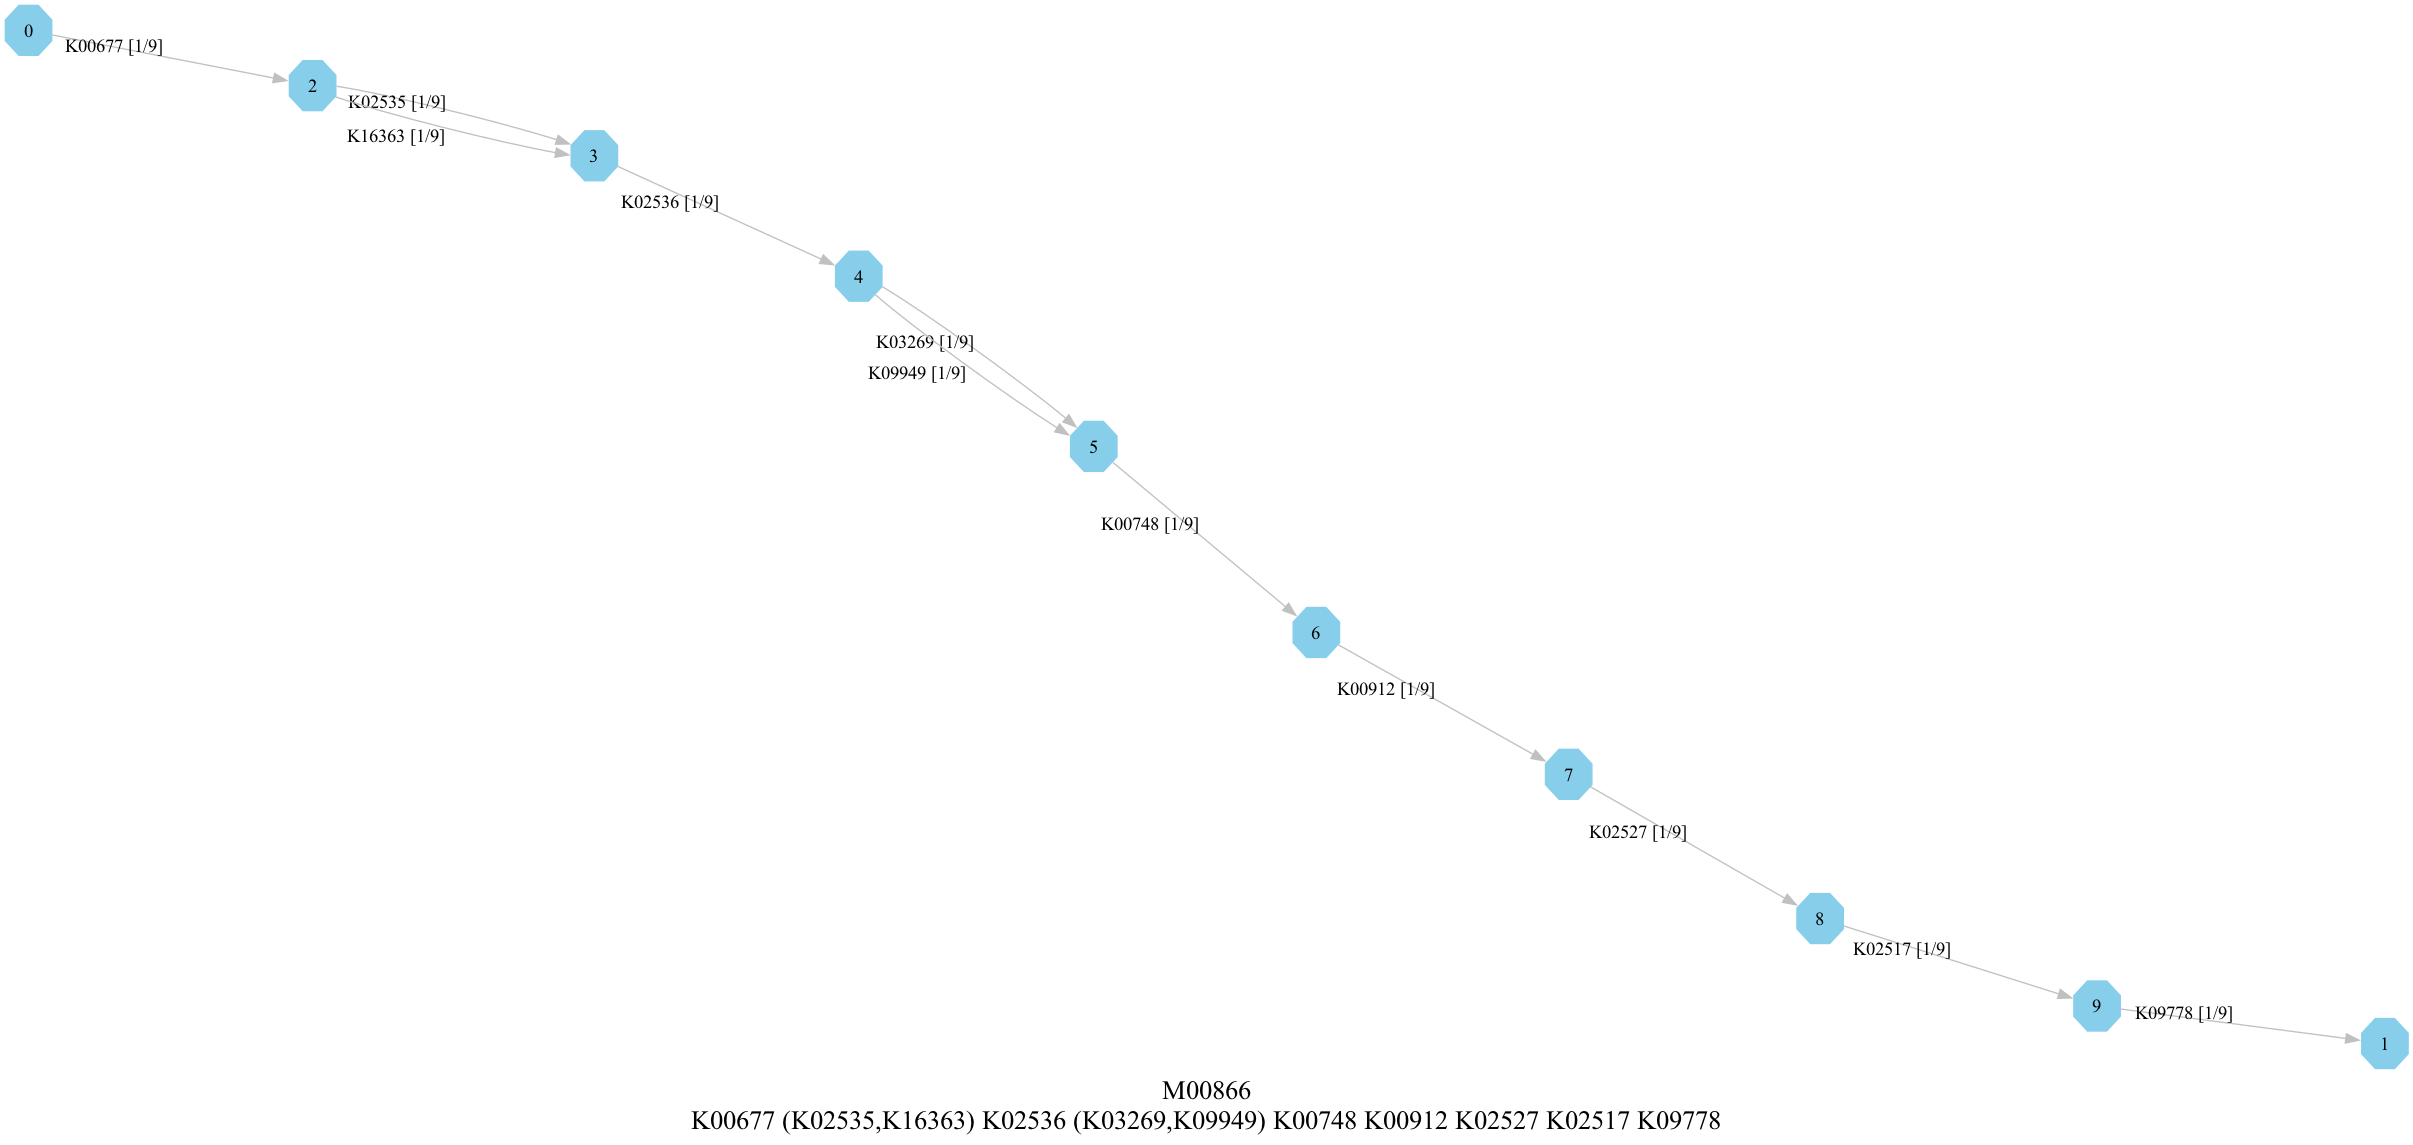 0
K00677 [1/9]
2
K02535 [1/9]
K16363 [1/9]
3
K02536 [1/9]
4
K03269 [1/9]
K09949 [1/9]
5
K00748 [1/9]
6
K00912 [1/9]
7
K02527 [1/9]
8
K02517 [1/9]
9
K09778 [1/9]
1
M00866
K00677 (K02535,K16363) K02536 (K03269,K09949) K00748 K00912 K02527 K02517 K09778